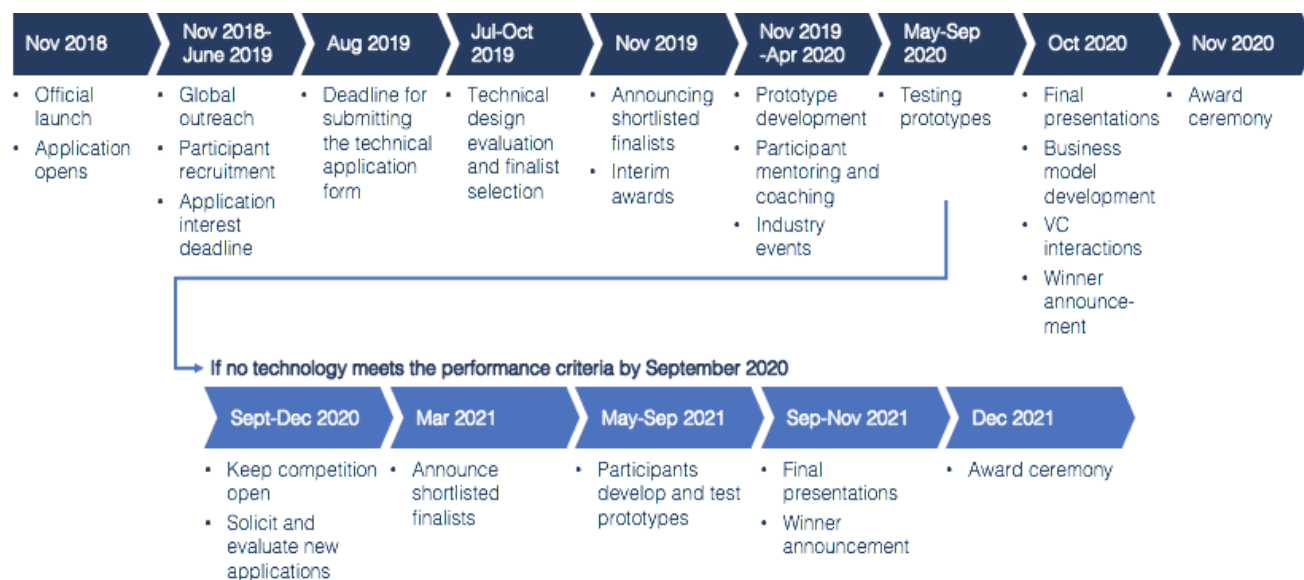 Nov 2018
Nov 2018-
June 2019
Aug 2019
Jul-Oct
2019
Nov 2019
Nov 2019
-Apr 2020
May-Sep
2020
Oct 2020
Nov 2020
• Official
launch
• Application
opens
• Global
outreach
• Participant
recruitment
• Application
interest
deadline
• Deadline for
submitting
the technical
application
form
• Technical
design
evaluation
and finalist
selection
• Announcing
shortlisted
finalists
• Interim
awards
• Prototype
development
• Participant
mentoring and
coaching
• Industry
events
• Testing
prototypes
• Final
presentations
• Business
model
development
• VC
interactions
• Winner
announce-
ment
• Award
ceremony
If no technology meets the performance criteria by September 2020
Sept-Dec 2020
Mar 2021
May-Sep 2021
Sep-Nov 2021
Dec 2021
• Keep competition
open
• Solicit and
evaluate new
applications
• Announce
shortlisted
finalists
• Participants
develop and test
prototypes
• Final
presentations
• Winner
announcement
• Award ceremony